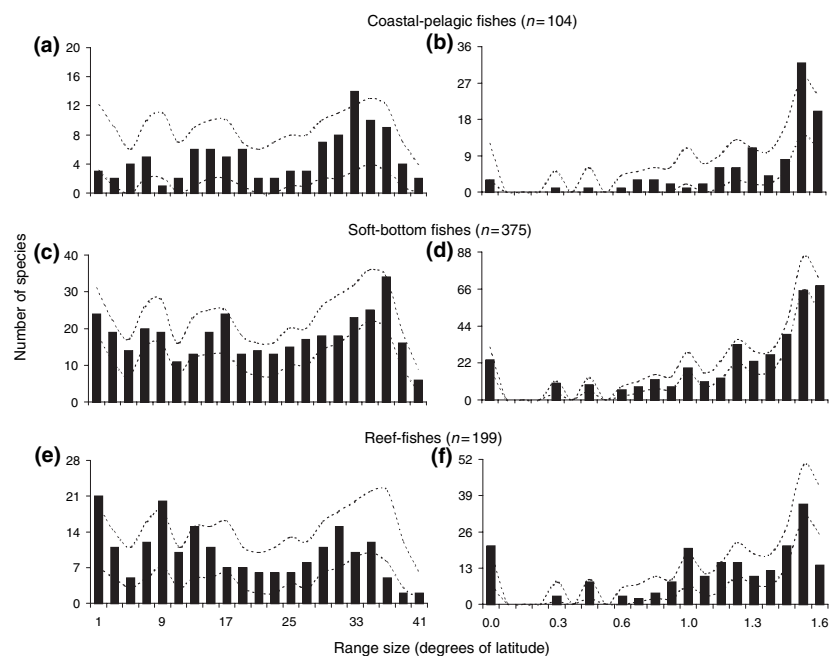 Coastal-pelagic fishes (n=104)
(a)
(b)
20
16
12
8
4
0
36
27
18
9
0
Soft-bottom fishes (n=375)
(c)
(d)
40
30
20
10
0
88
66
44
22
0
Number of species
Reef-fishes (n=199)
(e)
(f)
28
21
14
7
0
52
39
26
13
0
1 9 17 25 33 41
0.0 0.3 0.6 1.0 1.3 1.6
Range size (degrees of latitude)